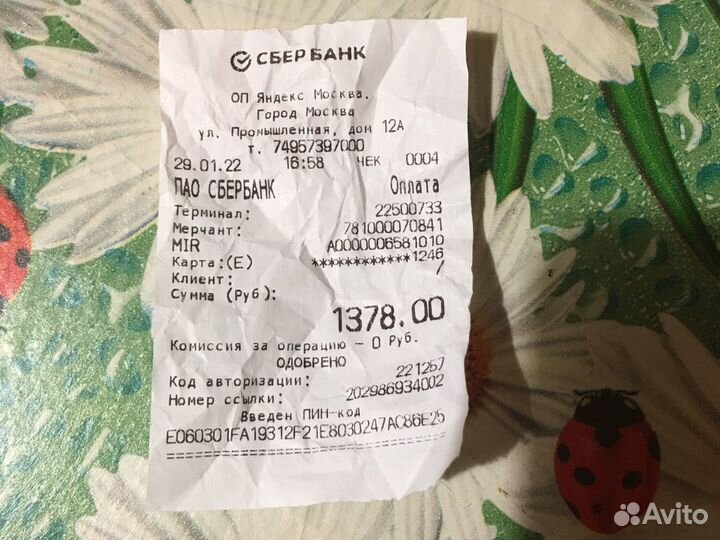 СБЕР БАНК
ОП Яндекс Москва,
Город Москва
ул. Промышленная, дом 12А
т. 74957397000
29.01.22 16:58 ЧЕК 0004
ПАО СБЕРБАНК Оплата
Терминал: 22500733
Мерчант: 781000070841
MIR A0000006581010
Карта:(E) ************1246
Клиент: /
Сумма (Руб):
1378.00
Комиссия за операцию – 0 Руб.
ОДОБРЕНО
Код авторизации: 221257
Номер ссылки: 202986934002
Введен ПИН-код
E060301FA19312F21E8030247AC86E25
================================
Avito